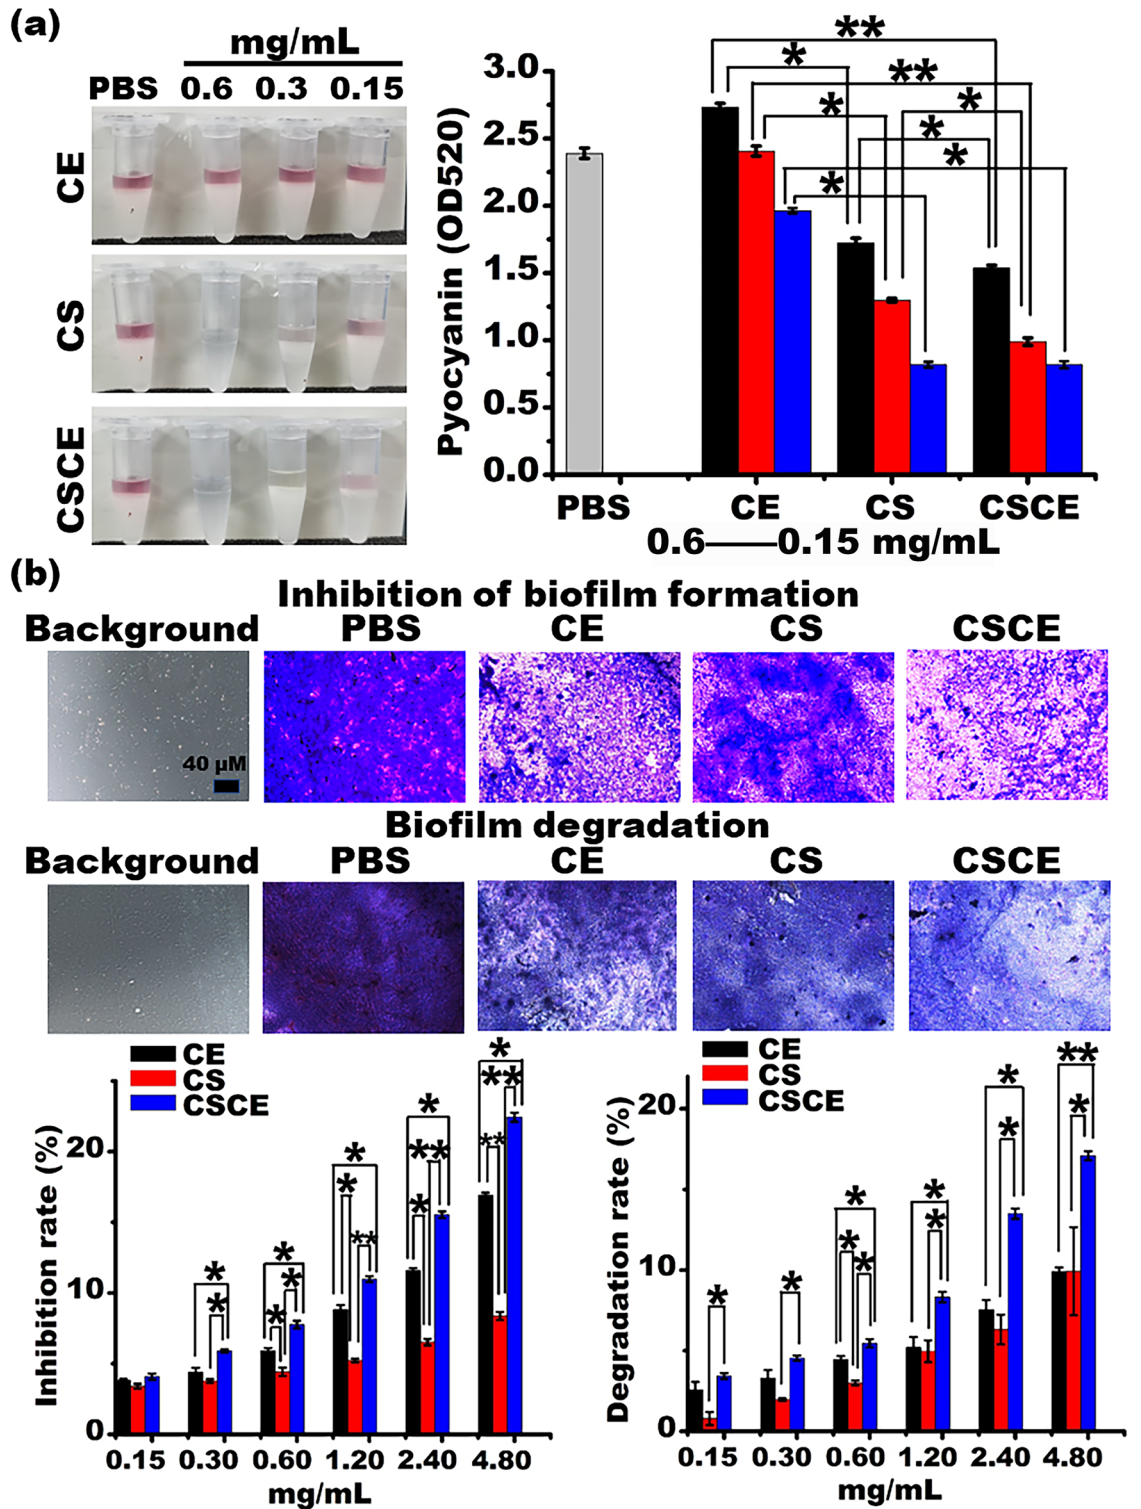 (a)
mg/mL
PBS 0.6 0.3 0.15
CE
CS
CSCE
Pyocyanin (OD520)
3.0
2.5
2.0
1.5
1.0
0.5
0.0
** * ** * * * * *
PBS CE CS CSCE
0.6——0.15 mg/mL
(b)
Inhibition of biofilm formation
Background PBS CE CS CSCE
40 µM
Biofilm degradation
Background PBS CE CS CSCE
CE
CS
CSCE
Inhibition rate (%)
20
10
0
* * * * * * * ** * ** * * ** **
0.15 0.30 0.60 1.20 2.40 4.80
mg/mL
CE
CS
CSCE
Degradation rate (%)
20
10
0
* * * * * * * * * ** *
0.15 0.30 0.60 1.20 2.40 4.80
mg/mL